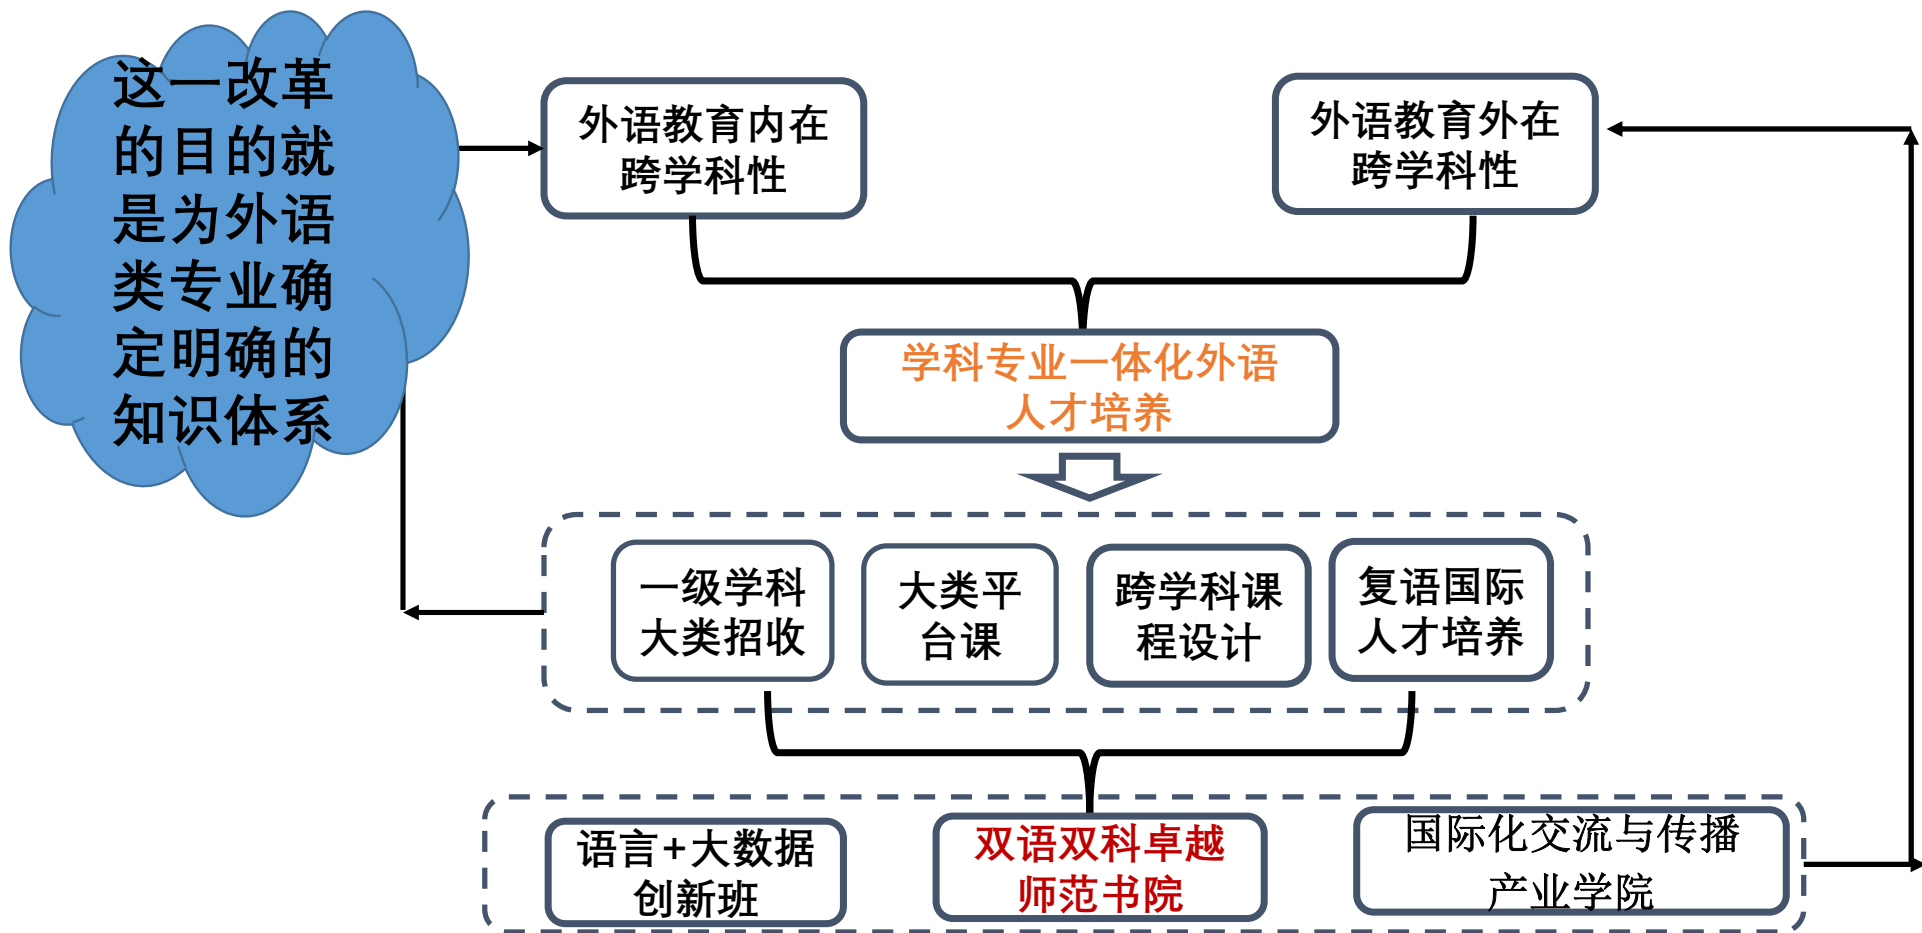 这一改革
的目的就
是为外语
类专业确
定明确的
知识体系
外语教育内在
跨学科性
外语教育外在
跨学科性
学科专业一体化外语
人才培养
一级学科
大类招收
大类平
台课
跨学科课
程设计
复语国际
人才培养
语言+大数据
创新班
双语双科卓越
师范书院
国际化交流与传播
产业学院